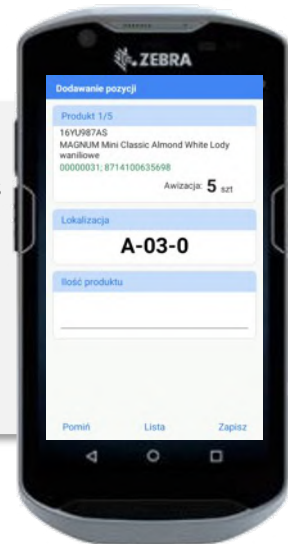 ZEBRA
Dodawanie pozycji
Produkt 1/5
16YU987AS
MAGNUM Mini Classic Almond White Lody
waniliowe
00000031; 8714100635698
Awizacja: 5 szt
Lokalizacja
A-03-0
Ilość produktu
Pomiń Lista Zapisz